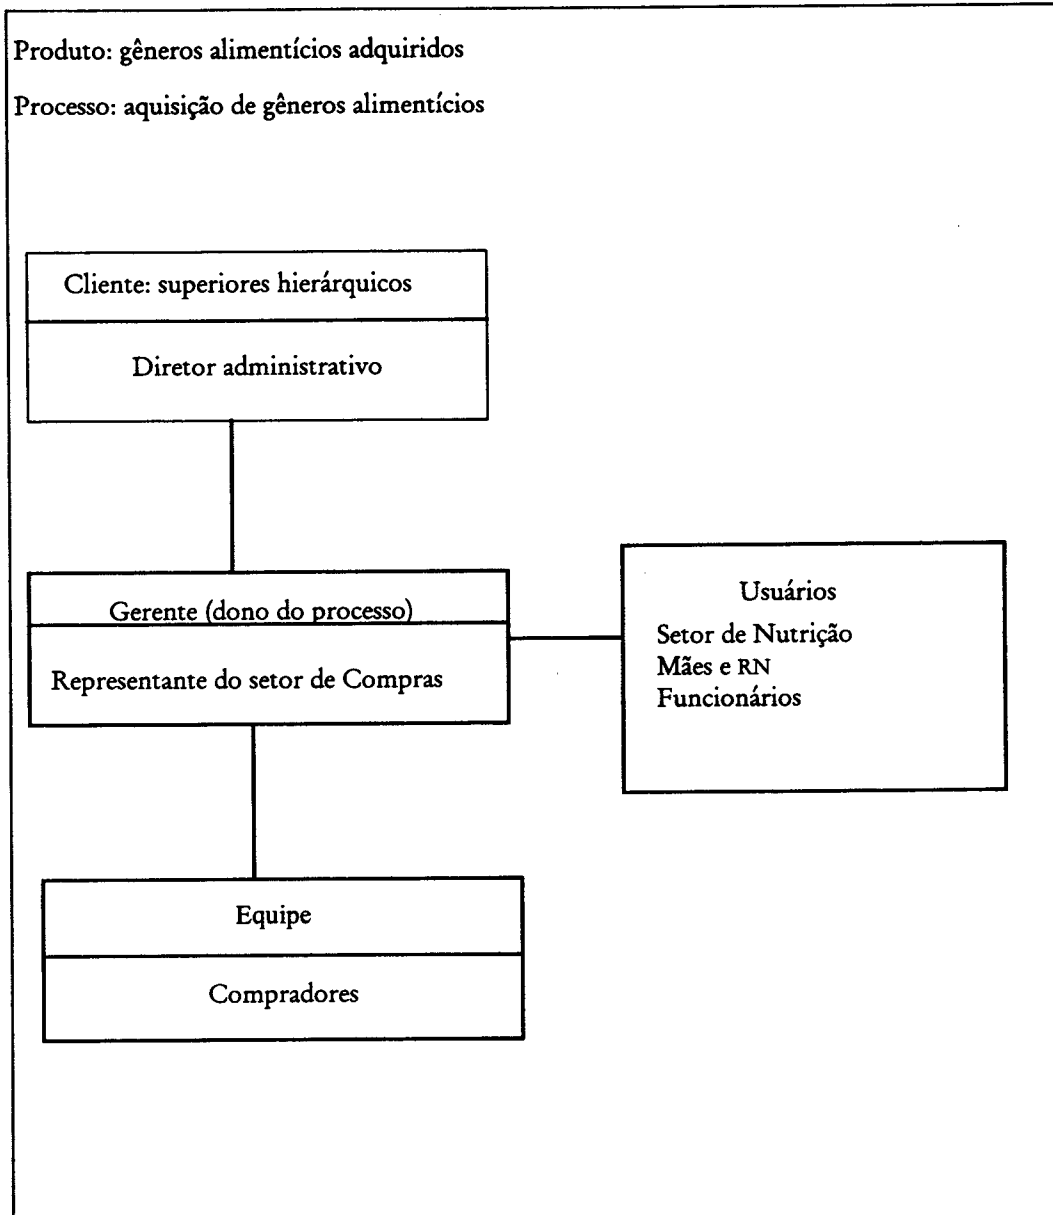 Produto: gêneros alimentícios adquiridos
Processo: aquisição de gêneros alimentícios
Cliente: superiores hierárquicos
Diretor administrativo
Gerente (dono do processo)
Representante do setor de Compras
Usuários
Setor de Nutrição
Mães e RN
Funcionários
Equipe
Compradores